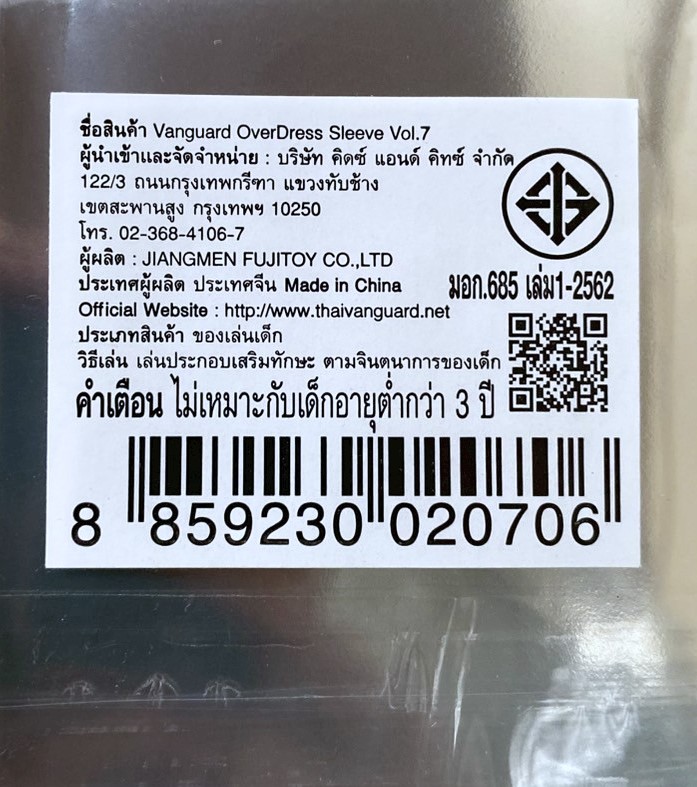 ชื่อสินค้า Vanguard OverDress Sleeve Vol.7
ผู้นำเข้าและจัดจำหน่าย : บริษัท คิดซ์ แอนด์ คิทซ์ จำกัด
122/3 ถนนกรุงเทพกรีฑา แขวงทับช้าง
เขตสะพานสูง กรุงเทพฯ 10250
โทร. 02-368-4106-7
ผู้ผลิต : JIANGMEN FUJITOY CO.,LTD
ประเทศผู้ผลิต ประเทศจีน Made in China
มอก.685 เล่ม1-2562
Official Website : http://www.thaivanguard.net
ประเภทสินค้า ของเล่นเด็ก
วิธีเล่น เล่นประกอบเสริมทักษะ ตามจินตนาการของเด็ก
คำเตือน ไม่เหมาะกับเด็กอายุต่ำกว่า 3 ปี
8 859230 020706